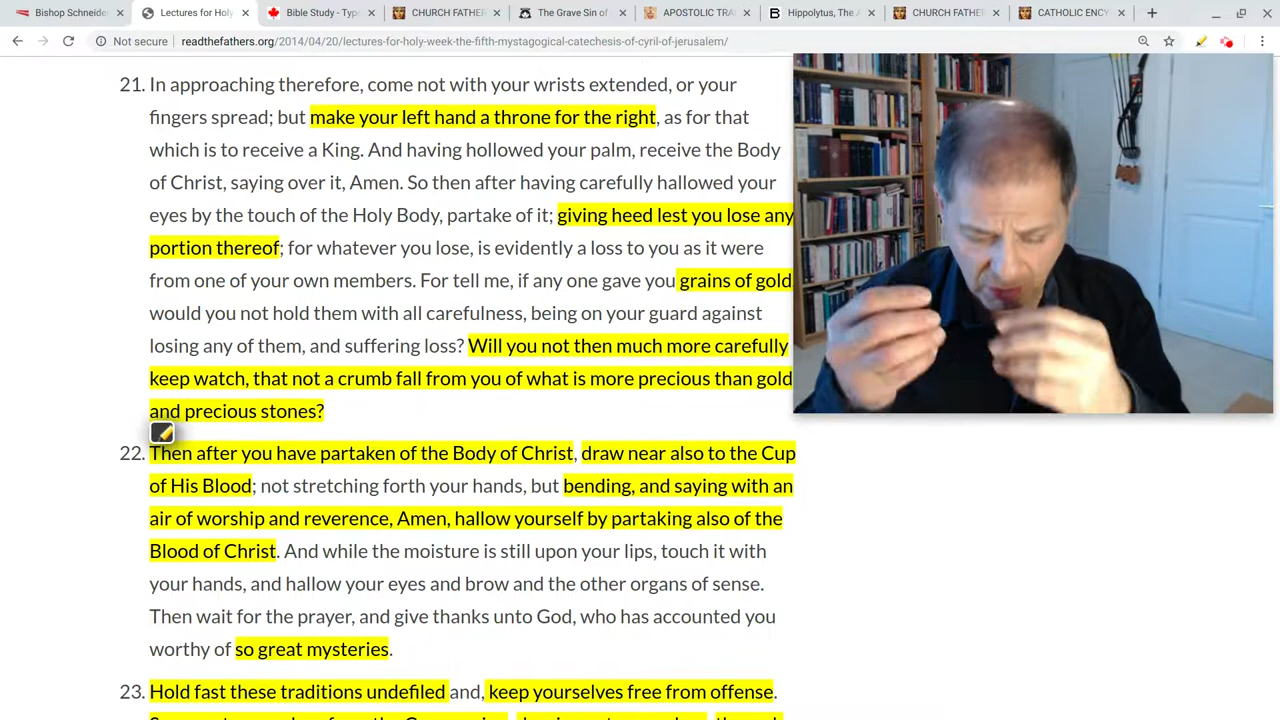 Bishop Schneider
Lectures for Holy
Bible Study - Type
CHURCH FATHER
The Grave Sin of
APOSTOLIC TRA
Hippolytus, The A
CHURCH FATHER
CATHOLIC ENCY
Not secure
readthefathers.org/2014/04/20/lectures-for-holy-week-the-fifth-mystagogical-catechesis-of-cyril-of-jerusalem/
21. In approaching therefore, come not with your wrists extended, or your
fingers spread; but make your left hand a throne for the right, as for that
which is to receive a King. And having hollowed your palm, receive the Body
of Christ, saying over it, Amen. So then after having carefully hallowed your
eyes by the touch of the Holy Body, partake of it; giving heed lest you lose any
portion thereof; for whatever you lose, is evidently a loss to you as it were
from one of your own members. For tell me, if any one gave you grains of gold
would you not hold them with all carefulness, being on your guard against
losing any of them, and suffering loss? Will you not then much more carefully
keep watch, that not a crumb fall from you of what is more precious than gold
and precious stones?
22. Then after you have partaken of the Body of Christ, draw near also to the Cup
of His Blood; not stretching forth your hands, but bending, and saying with an
air of worship and reverence, Amen, hallow yourself by partaking also of the
Blood of Christ. And while the moisture is still upon your lips, touch it with
your hands, and hallow your eyes and brow and the other organs of sense.
Then wait for the prayer, and give thanks unto God, who has accounted you
worthy of so great mysteries.
23. Hold fast these traditions undefiled and, keep yourselves free from offense.